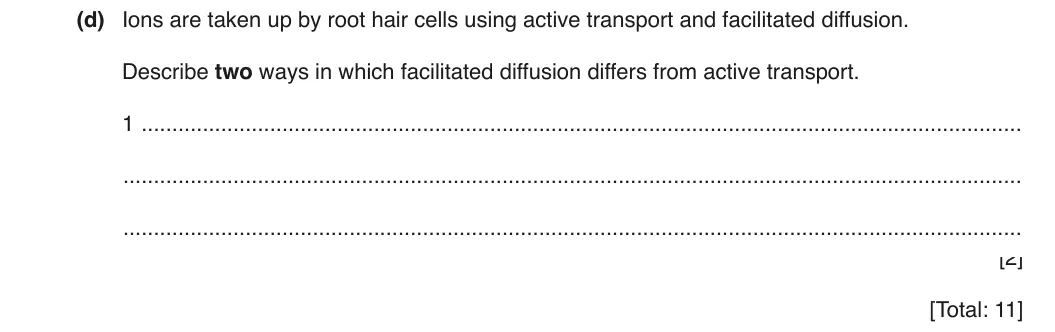 (d) Ions are taken up by root hair cells using active transport and facilitated diffusion.
Describe two ways in which facilitated diffusion differs from active transport.
1 ..........................................................................................................
..........................................................................................................
..........................................................................................................
[Total: 11]